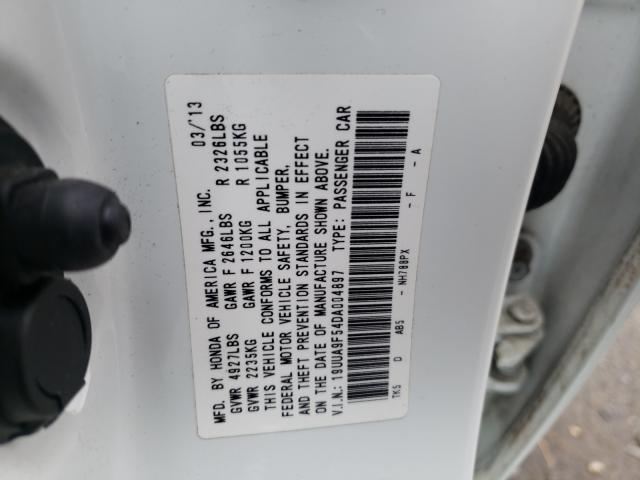 MFD. BY HONDA OF AMERICA MFG., INC. 03/'13
GVWR 4927LBS GAWR F 2646LBS R 2326LBS
GVWR 2235KG GAWR F 1200KG R 1055KG
THIS VEHICLE CONFORMS TO ALL APPLICABLE
FEDERAL MOTOR VEHICLE SAFETY, BUMPER,
AND THEFT PREVENTION STANDARDS IN EFFECT
ON THE DATE OF MANUFACTURE SHOWN ABOVE.
V.I.N.: 19UUA9F54DA004897 TYPE: PASSENGER CAR
TK5 D AB5 - NH788PX - F - A